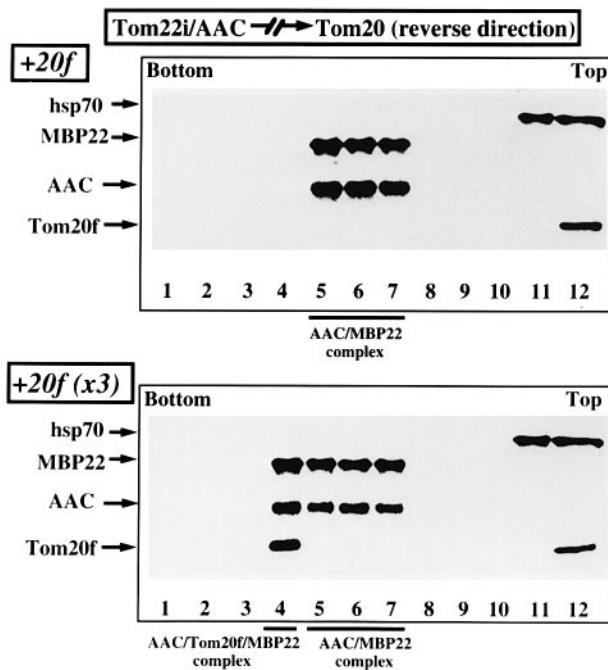 Tom22i/AAC Tom20 (reverse direction)
+20f
Bottom Top
hsp70
MBP22
AAC
Tom20f
1 2 3 4 5 6 7 8 9 10 11 12
AAC/MBP22
complex
+20f (x3)
Bottom Top
hsp70
MBP22
AAC
Tom20f
1 2 3 4 5 6 7 8 9 10 11 12
AAC/Tom20f/MBP22 AAC/MBP22
complex complex